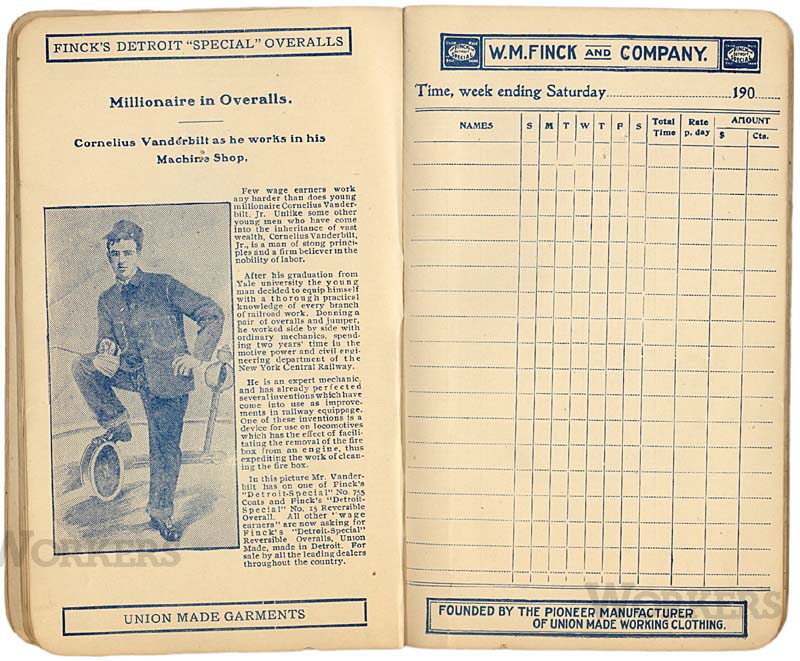 FINCK'S DETROIT "SPECIAL" OVERALLS
Millionaire in Overalls.
Cornelius Vanderbilt as he works in his
Machine Shop.
Few wage earners work
any harder than does young
millionaire Cornelius Vander-
bilt, Jr. Unlike some other
young men who have come
into the inheritance of vast
wealth, Cornelius Vanderbilt,
Jr., is a man of stong princi-
ples and a firm believer in the
nobility of labor.
After his graduation from
Yale university the young
man decided to equip himself
with a thorough practical
knowledge of every branch
of railroad work. Donning a
pair of overalls and jumper,
he worked side by side with
ordinary mechanics, spend-
ing two years' time in the
motive power and civil engi-
neering department of the
New York Central Railway.
He is an expert mechanic,
and has already perfected
several inventions which have
come into use as improve-
ments in railway equippage.
One of these inventions is a
device for use on locomotives
which has the effect of facili-
tating the removal of the fire
box from an engine, thus
expediting the work of clean-
ing the fire box.
In this picture Mr. Vander-
bilt has on one of Finck's
"Detroit-Special" No. 755
Coats and Finck's "Detroit-
Special" No. 15 Reversible
Overall. All other "wage
earners" are now asking for
Finck's "Detroit-Special"
Reversible Overalls, Union
Made, made in Detroit. For
sale by all the leading dealers
throughout the country.
UNION MADE GARMENTS
WORKERS
FINCK'S DETROIT SPECIAL
W.M.FINCK AND COMPANY.
FINCK'S DETROIT SPECIAL
Time, week ending Saturday 190
NAMES S M T W T F S Total Time Rate p. day AMOUNT $ Cts.
FOUNDED BY THE PIONEER MANUFACTURER
OF UNION MADE WORKING CLOTHING.
WORKERS